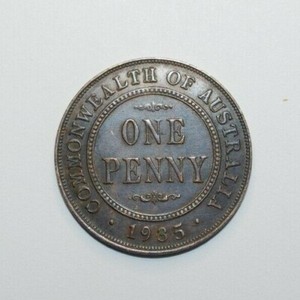 COMMONWEALTH OF AUSTRALIA
ONE
PENNY
· 1935 ·